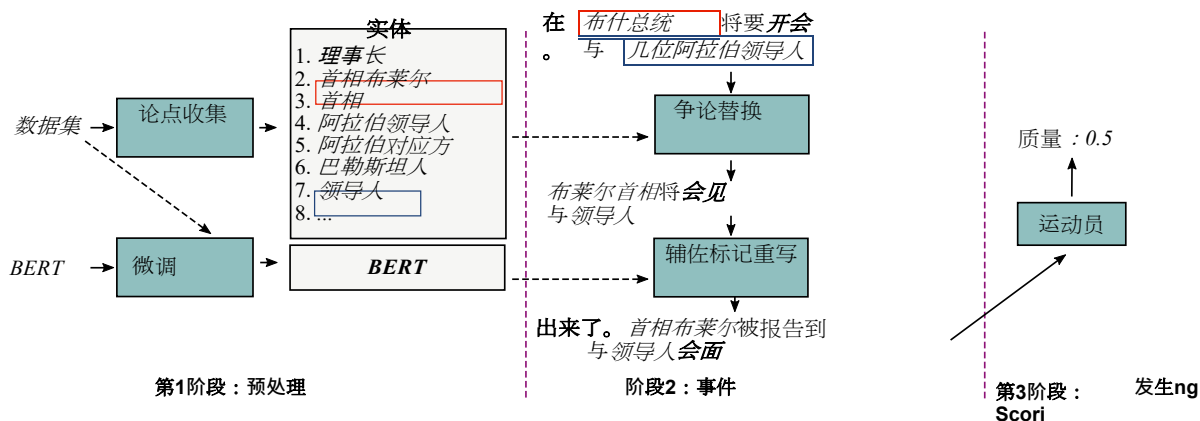 实体
1. 理事长
2. 首相布莱尔
3. 首相
4. 阿拉伯领导人
5. 阿拉伯对应方
6. 巴勒斯坦人
7. 领导人
8. ...
数据集
论点收集
BERT
微调
BERT
第1阶段：预处理
在 布什总统 将要开会
。 与 几位阿拉伯领导人
争论替换
布莱尔首相将会见
与领导人
辅佐标记重写
出来了。 首相布莱尔被报告到
与领导人会面
阶段2：事件
质量：0.5
运动员
第3阶段： 发生ng
Scori